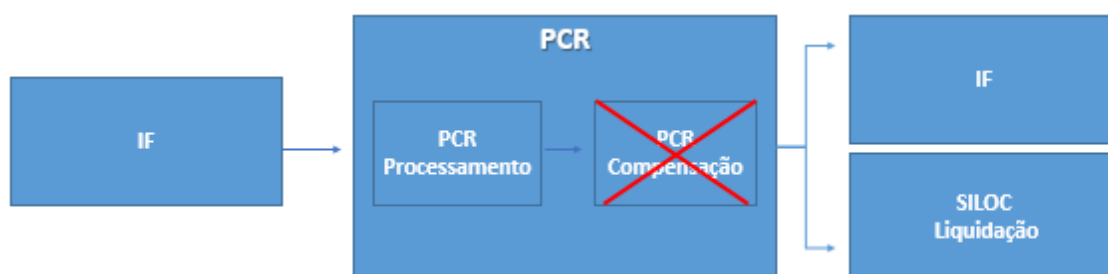 PCR
IF
PCR
Processamento
PCR
Compensação
IF
SILOC
Liquidação